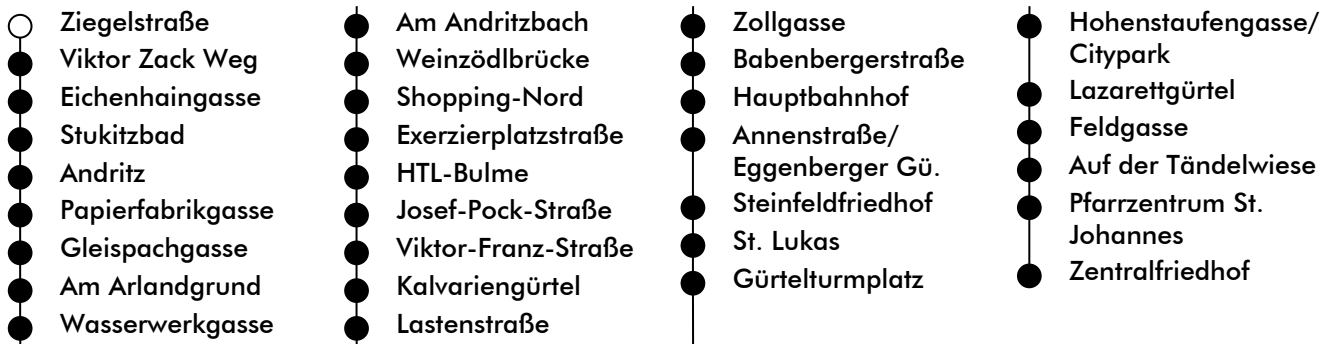 Ziegelstraße
Viktor Zack Weg
Eichenhaingasse
Stukitzbad
Andritz
Papierfabrikgasse
Gleispachgasse
Am Arlandgrund
Wasserwerkgasse
Am Andritzbach
Weinzödlbrücke
Shopping-Nord
Exerzierplatzstraße
HTL-Bulme
Josef-Pock-Straße
Viktor-Franz-Straße
Kalvariengürtel
Lastenstraße
Zollgasse
Babenbergerstraße
Hauptbahnhof
Annenstraße/
Eggenberger Gü.
Steinfeldfriedhof
St. Lukas
Gürtelturmplatz
Hohenstaufengasse/
Citypark
Lazarettgürtel
Feldgasse
Auf der Tändelwiese
Pfarrzentrum St.
Johannes
Zentralfriedhof